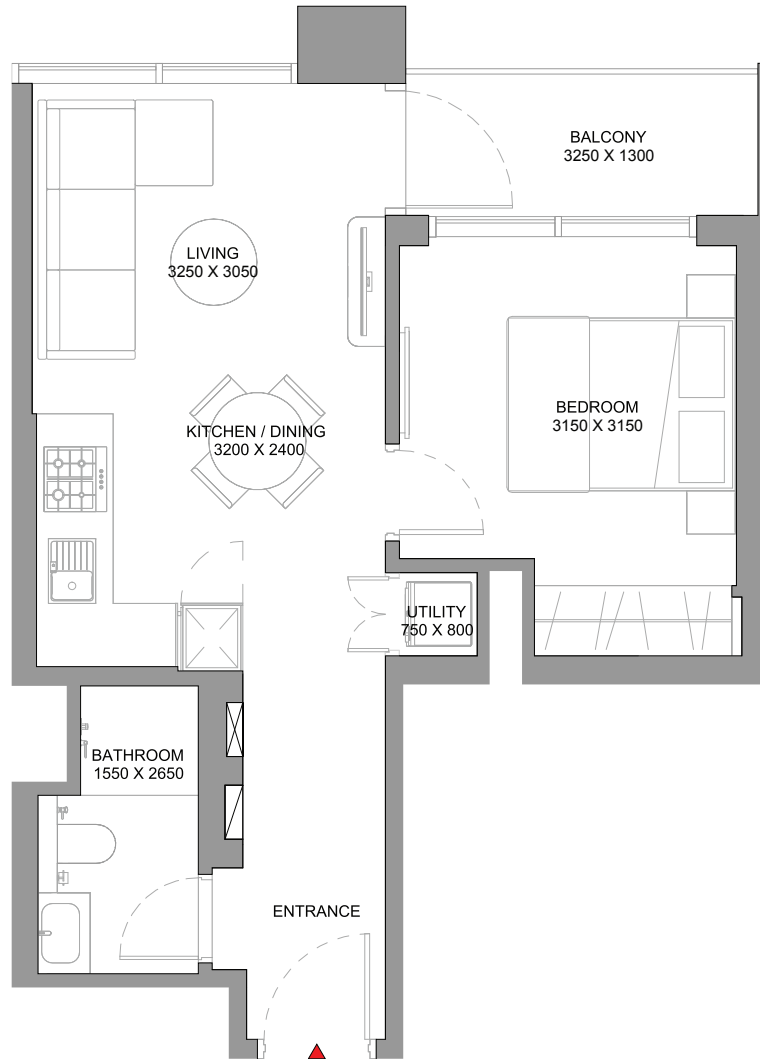 BALCONY
3250 X 1300
LIVING
3250 X 3050
BEDROOM
3150 X 3150
KITCHEN / DINING
3200 X 2400
UTILITY
750 X 800
BATHROOM
1550 X 2650
ENTRANCE